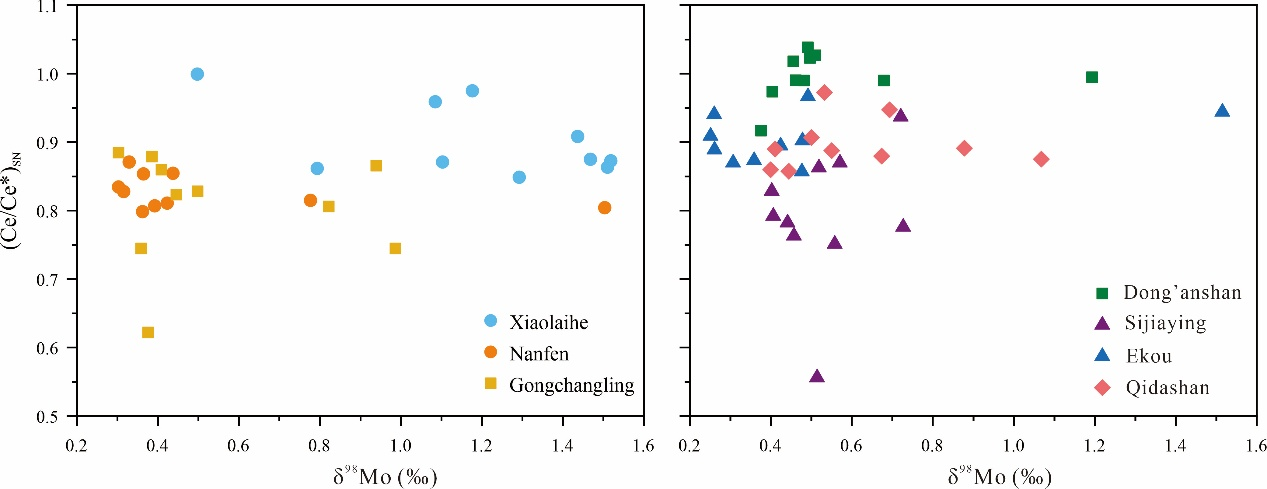 (Ce/Ce*)SN
1.1
1.0
0.9
0.8
0.7
0.6
0.5
0.2 0.4 0.6 0.8 1.0 1.2 1.4 1.6
δ⁹⁸Mo (‰)
Xiaolaihe
Nanfen
Gongchangling
0.2 0.4 0.6 0.8 1.0 1.2 1.4 1.6
δ⁹⁸Mo (‰)
Dong’anshan
Sijiaying
Ekou
Qidashan